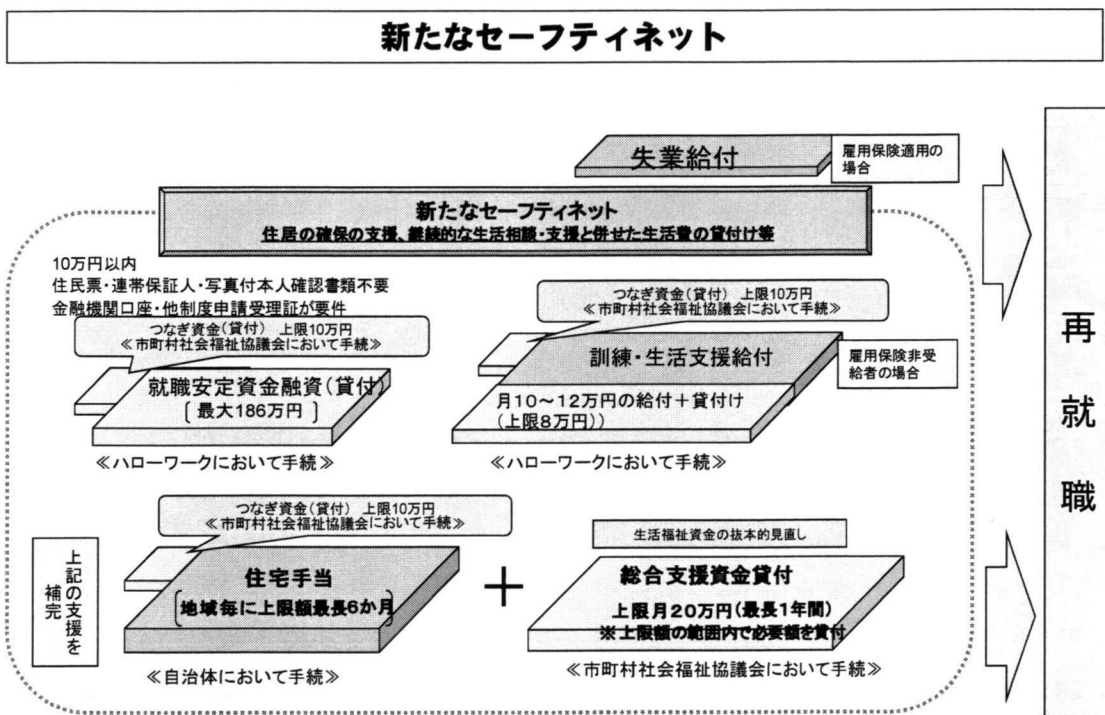 新たなセーフティネット
失業給付
雇用保険適用の
場合
新たなセーフティネット
住居の確保の支援、継続的な生活相談・支援と併せた生活費の貸付け等
10万円以内
住民票・連帯保証人・写真付本人確認書類不要
金融機関口座・他制度申請受理証が要件
つなぎ資金(貸付) 上限10万円
≪市町村社会福祉協議会において手続≫
就職安定資金融資(貸付)
[ 最大186万円 ]
≪ハローワークにおいて手続≫
つなぎ資金(貸付) 上限10万円
≪市町村社会福祉協議会において手続≫
訓練・生活支援給付
雇用保険非受
給者の場合
月10~12万円の給付+貸付け
(上限8万円))
≪ハローワークにおいて手続≫
上記の支援を
補完
つなぎ資金(貸付) 上限10万円
≪市町村社会福祉協議会において手続≫
住宅手当
[地域毎に上限額最長6か月]
≪自治体において手続≫
+
生活福祉資金の抜本的見直し
総合支援資金貸付
上限月20万円(最長1年間)
※上限額の範囲内で必要額を貸付
≪市町村社会福祉協議会において手続≫
再就職